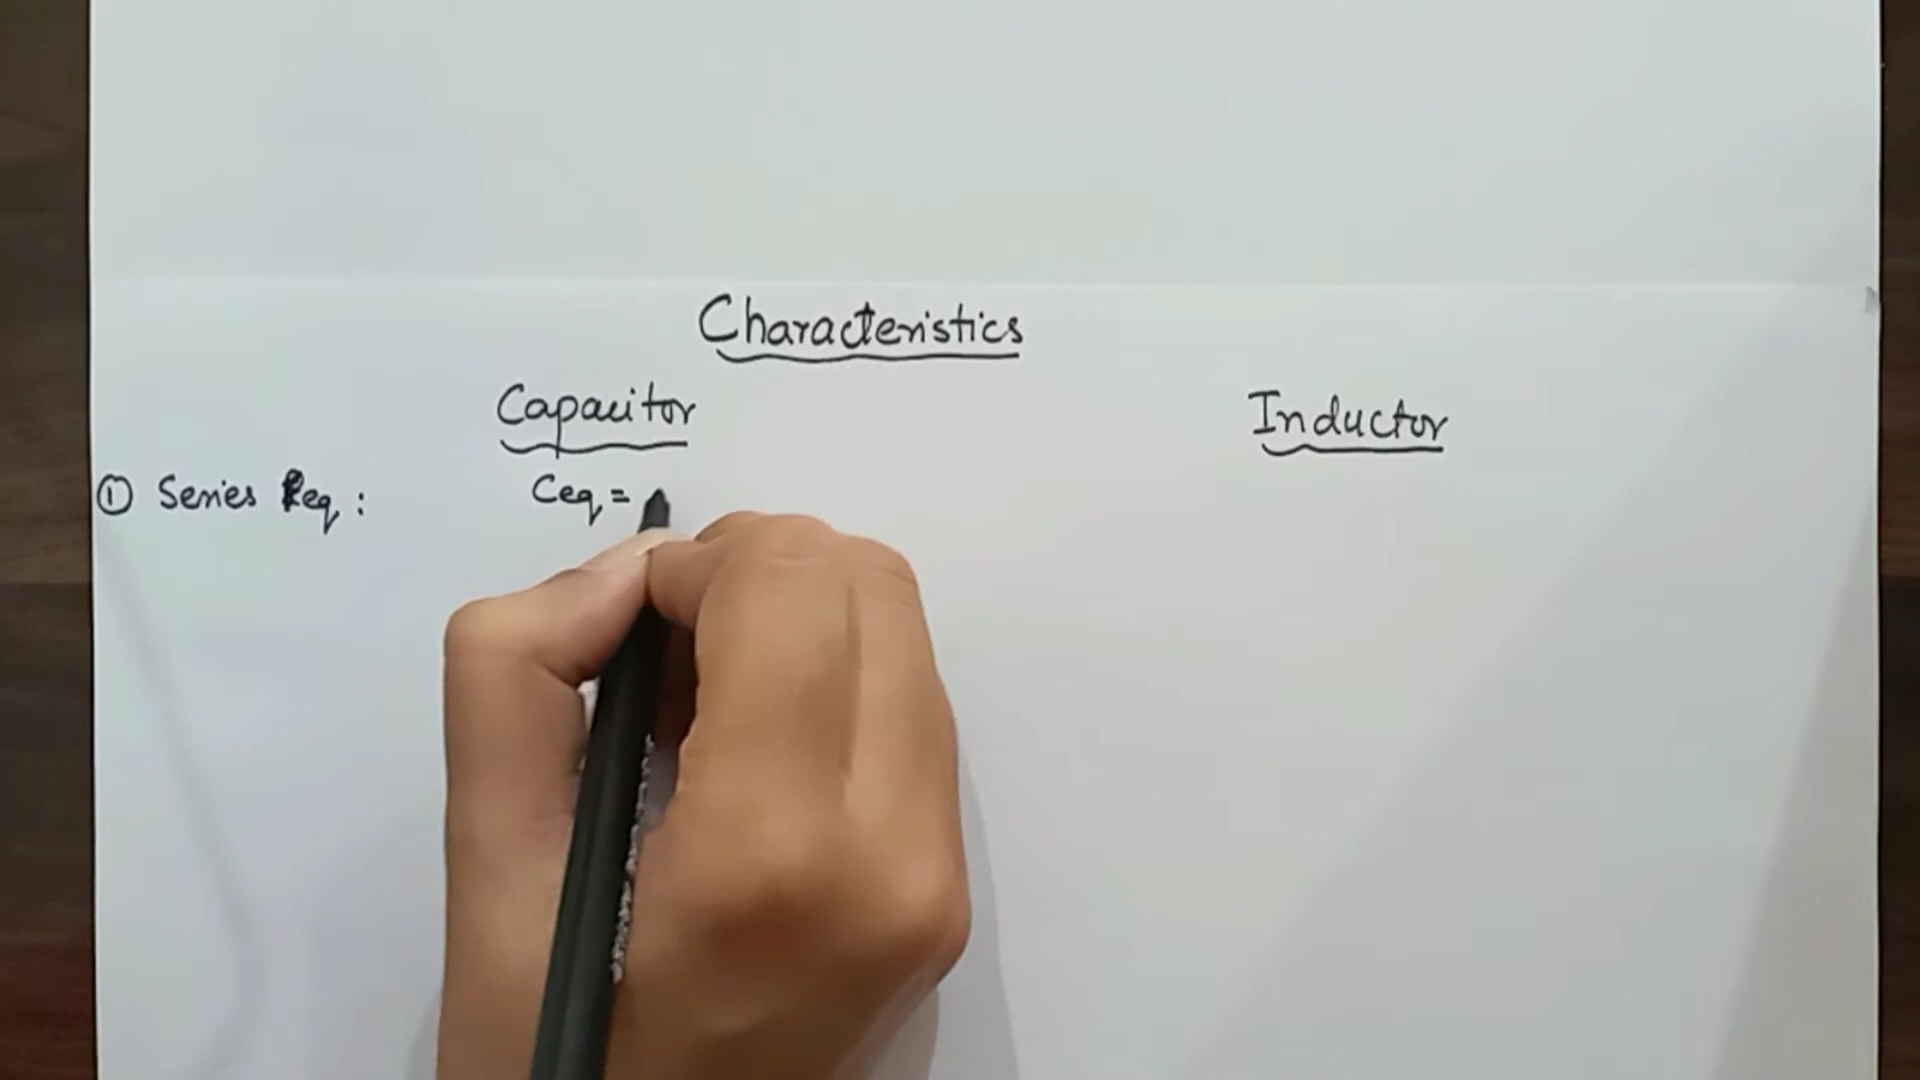 Characteristics
Capacitor Inductor
① Series Req : Ceq =